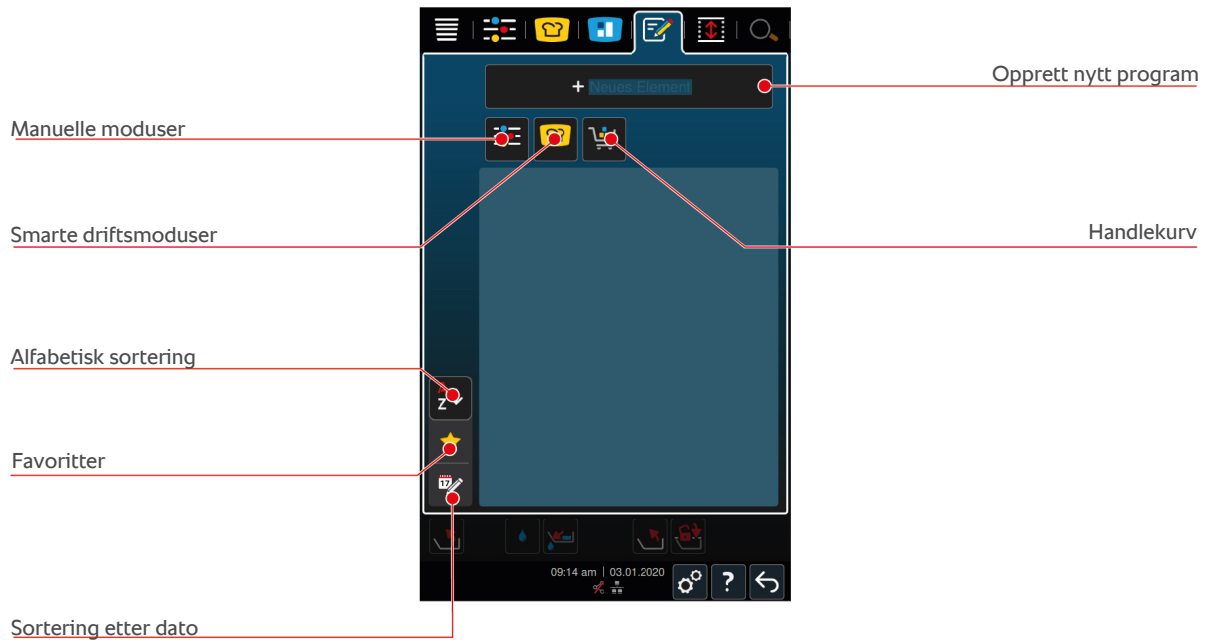 Opprett nytt program
+ Neues Element
Manuelle moduser
Smarte driftsmoduser
Handlekurv
Alfabetisk sortering
A
Z
Favoritter
17
09:14 am | 03.01.2020
?
Sortering etter dato